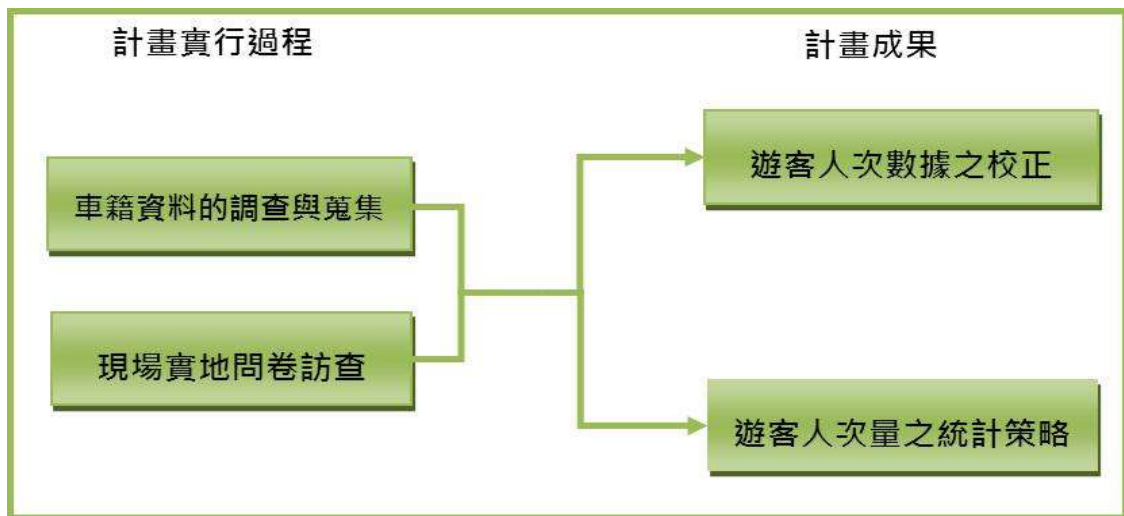 計畫實行過程
計畫成果
車籍資料的調查與蒐集
現場實地問卷訪查
遊客人次數據之校正
遊客人次量之統計策略